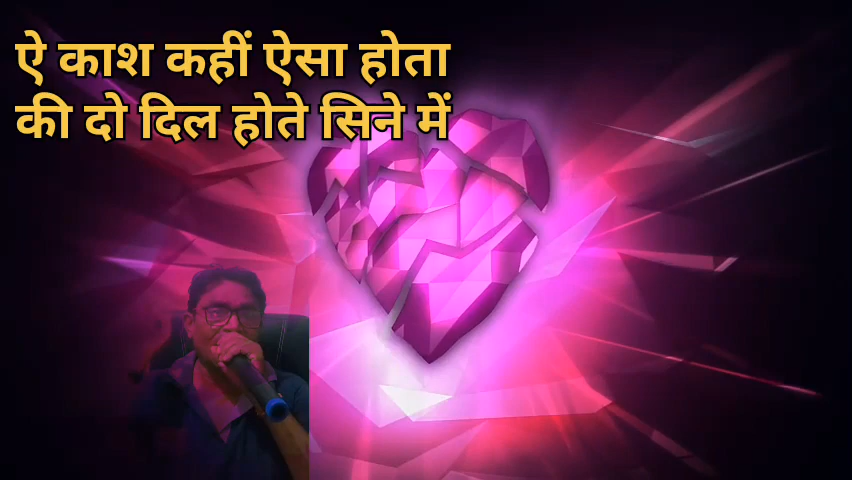 ऐ काश कहीं ऐसा होता
की दो दिल होते सिने में